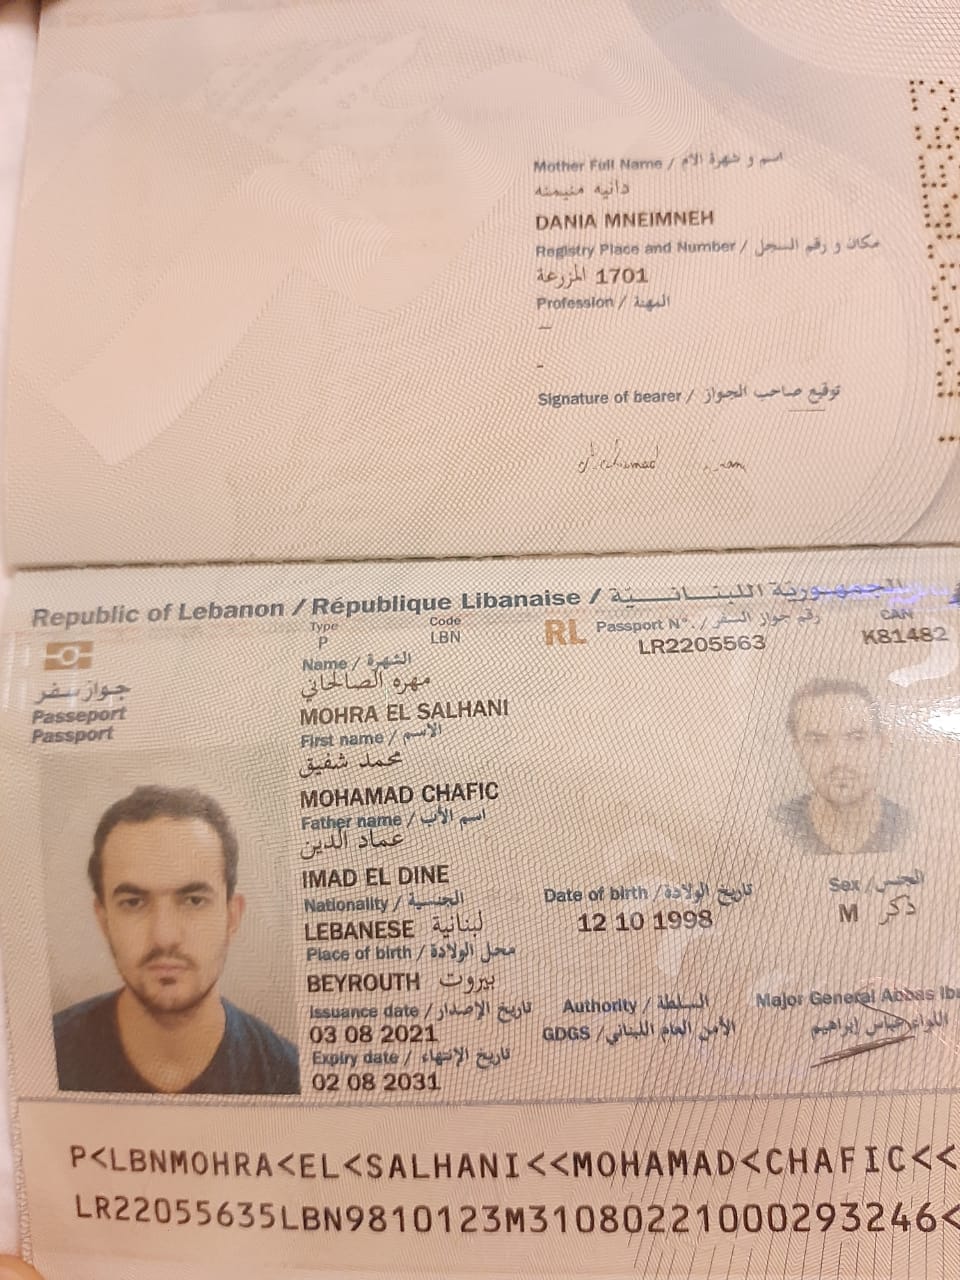 Mother Full Name / اسم و شهرة الأم
دانيه منيمنه
DANIA MNEIMNEH
Registry Place and Number / مكان و رقم السجل
المزرعة 1701
Profession / المهنة
—
-
Signature of bearer / توقيع صاحب الجواز
Republic of Lebanon / République Libanaise / الجمهورية اللبنانية
Type
P
Code
LBN
RL
Passport N°. / رقم جواز السفر
LR2205563
CAN
K81482
جواز سفر
Passeport
Passport
Name / الشهرة
مهره الصالحاني
MOHRA EL SALHANI
First name / الاسم
محمد شفيق
MOHAMAD CHAFIC
Father name / اسم الأب
عماد الدين
IMAD EL DINE
Nationality / الجنسية
LEBANESE لبنانية
Date of birth / تاريخ الولادة
12 10 1998
Sex / الجنس
M ذكر
Place of birth / محل الولادة
BEYROUTH بيروت
Issuance date / تاريخ الإصدار
03 08 2021
Authority / السلطة
GDGS / الأمن العام اللبناني
Major General Abbas Ib
اللواء عباس إبراهيم
Expiry date / تاريخ الإنتهاء
02 08 2031
P<LBNMOHRA<EL<SALHANI<<MOHAMAD<CHAFIC<<
LR22055635LBN9810123M31080221000293246<